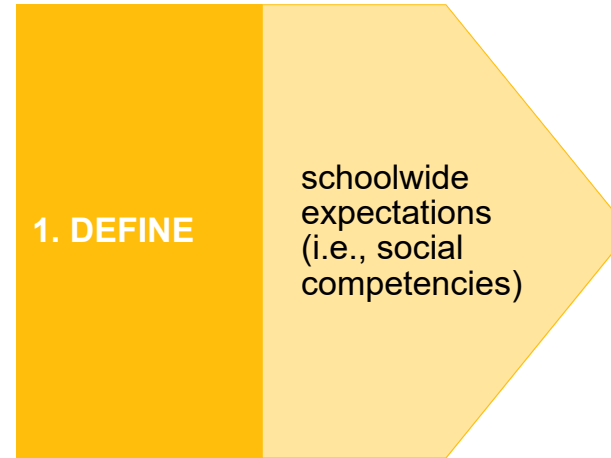 1. DEFINE
schoolwide
expectations
(i.e., social
competencies)